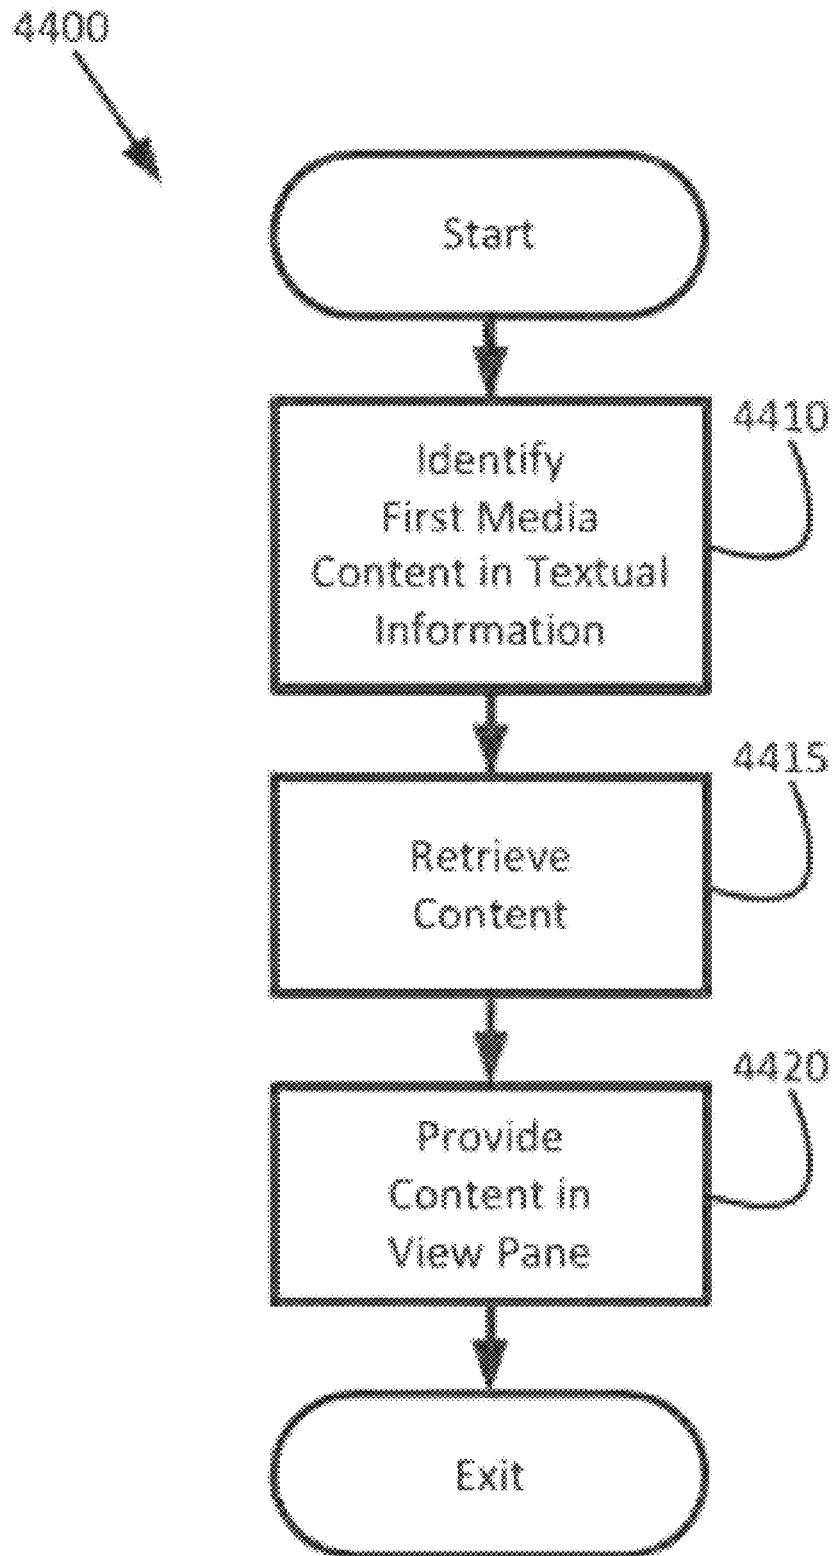 4400
Start
4410
Identify
First Media
Content in Textual
Information
4415
Retrieve
Content
4420
Provide
Content in
View Pane
Exit